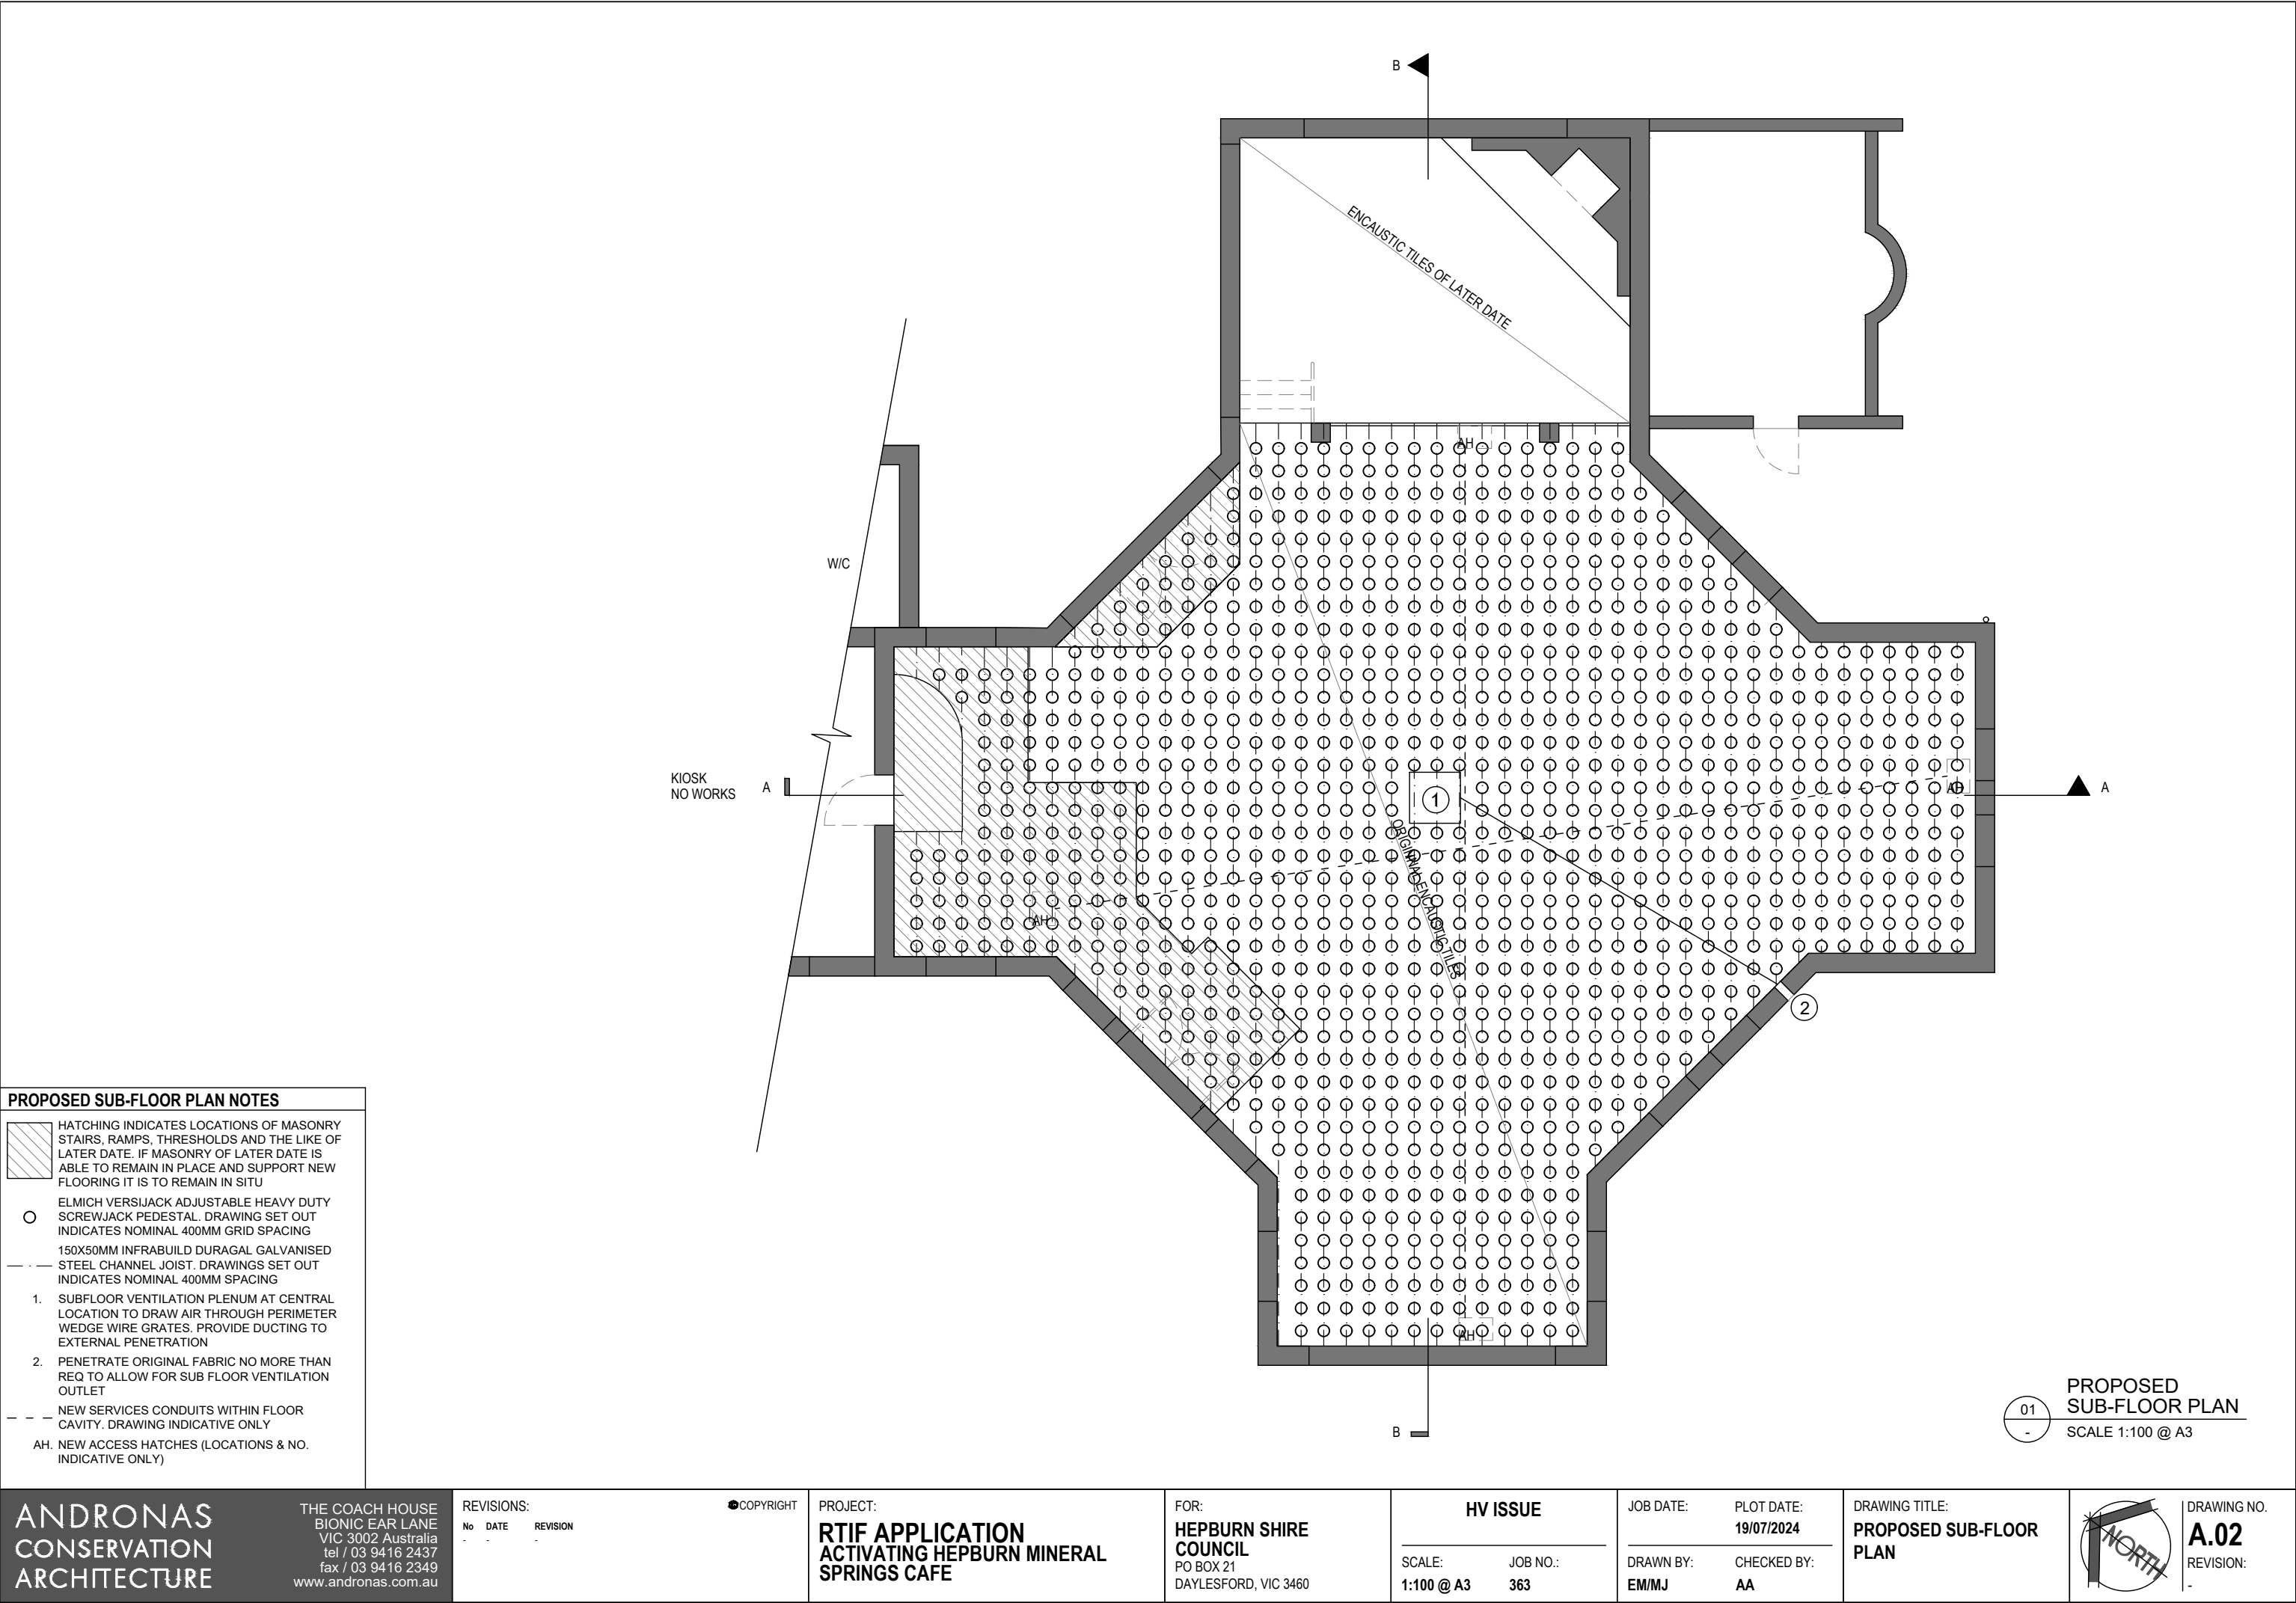 B
ENCAUSTIC TILES OF LATER DATE
AH
W/C
KIOSK
NO WORKS
A
1
AH
A
ORIGINAL ENCAUSTIC TILES
AH
2
AH
B
PROPOSED SUB-FLOOR PLAN NOTES
HATCHING INDICATES LOCATIONS OF MASONRY
STAIRS, RAMPS, THRESHOLDS AND THE LIKE OF
LATER DATE. IF MASONRY OF LATER DATE IS
ABLE TO REMAIN IN PLACE AND SUPPORT NEW
FLOORING IT IS TO REMAIN IN SITU
ELMICH VERSIJACK ADJUSTABLE HEAVY DUTY
SCREWJACK PEDESTAL. DRAWING SET OUT
INDICATES NOMINAL 400MM GRID SPACING
150X50MM INFRABUILD DURAGAL GALVANISED
STEEL CHANNEL JOIST. DRAWINGS SET OUT
INDICATES NOMINAL 400MM SPACING
1. SUBFLOOR VENTILATION PLENUM AT CENTRAL
LOCATION TO DRAW AIR THROUGH PERIMETER
WEDGE WIRE GRATES. PROVIDE DUCTING TO
EXTERNAL PENETRATION
2. PENETRATE ORIGINAL FABRIC NO MORE THAN
REQ TO ALLOW FOR SUB FLOOR VENTILATION
OUTLET
NEW SERVICES CONDUITS WITHIN FLOOR
CAVITY. DRAWING INDICATIVE ONLY
AH. NEW ACCESS HATCHES (LOCATIONS & NO.
INDICATIVE ONLY)
01
-
PROPOSED
SUB-FLOOR PLAN
SCALE 1:100 @ A3
ANDRONAS
CONSERVATION
ARCHITECTURE
THE COACH HOUSE
BIONIC EAR LANE
VIC 3002 Australia
tel / 03 9416 2437
fax / 03 9416 2349
www.andronas.com.au
REVISIONS:
No DATE REVISION
- - -
COPYRIGHT
PROJECT:
RTIF APPLICATION
ACTIVATING HEPBURN MINERAL
SPRINGS CAFE
FOR:
HEPBURN SHIRE
COUNCIL
PO BOX 21
DAYLESFORD, VIC 3460
HV ISSUE
SCALE: JOB NO.:
1:100 @ A3 363
JOB DATE: PLOT DATE:
19/07/2024
DRAWN BY: CHECKED BY:
EM/MJ AA
DRAWING TITLE:
PROPOSED SUB-FLOOR
PLAN
NORTH
DRAWING NO.
A.02
REVISION:
-